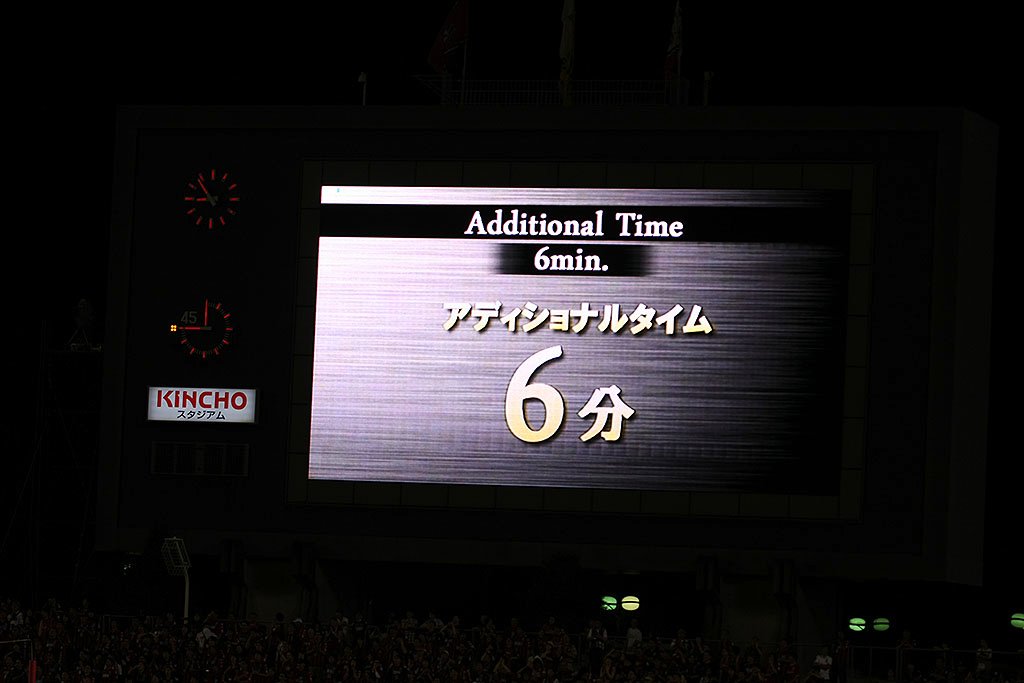 Additional Time
6min.
アディショナルタイム
6分
45
KINCHO
スタジアム